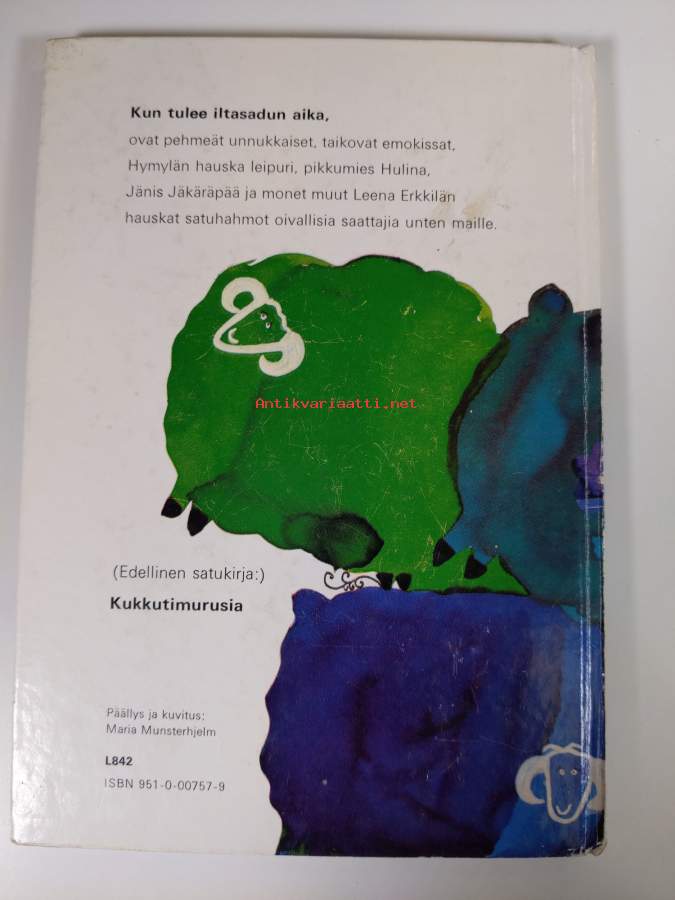 Kun tulee iltasadun aika,
ovat pehmeät unnukkaiset, taikovat emokissat,
Hymylän hauska leipuri, pikkumies Hulina,
Jänis Jäkäräpää ja monet muut Leena Erkkilän
hauskat satuhahmot oivallisia saattajia unten maille.
Antikvariaatti.net
(Edellinen satukirja:)
Kukkutimurusia
Päällys ja kuvitus:
Maria Munsterhjelm
L842
ISBN 951-0-00757-9